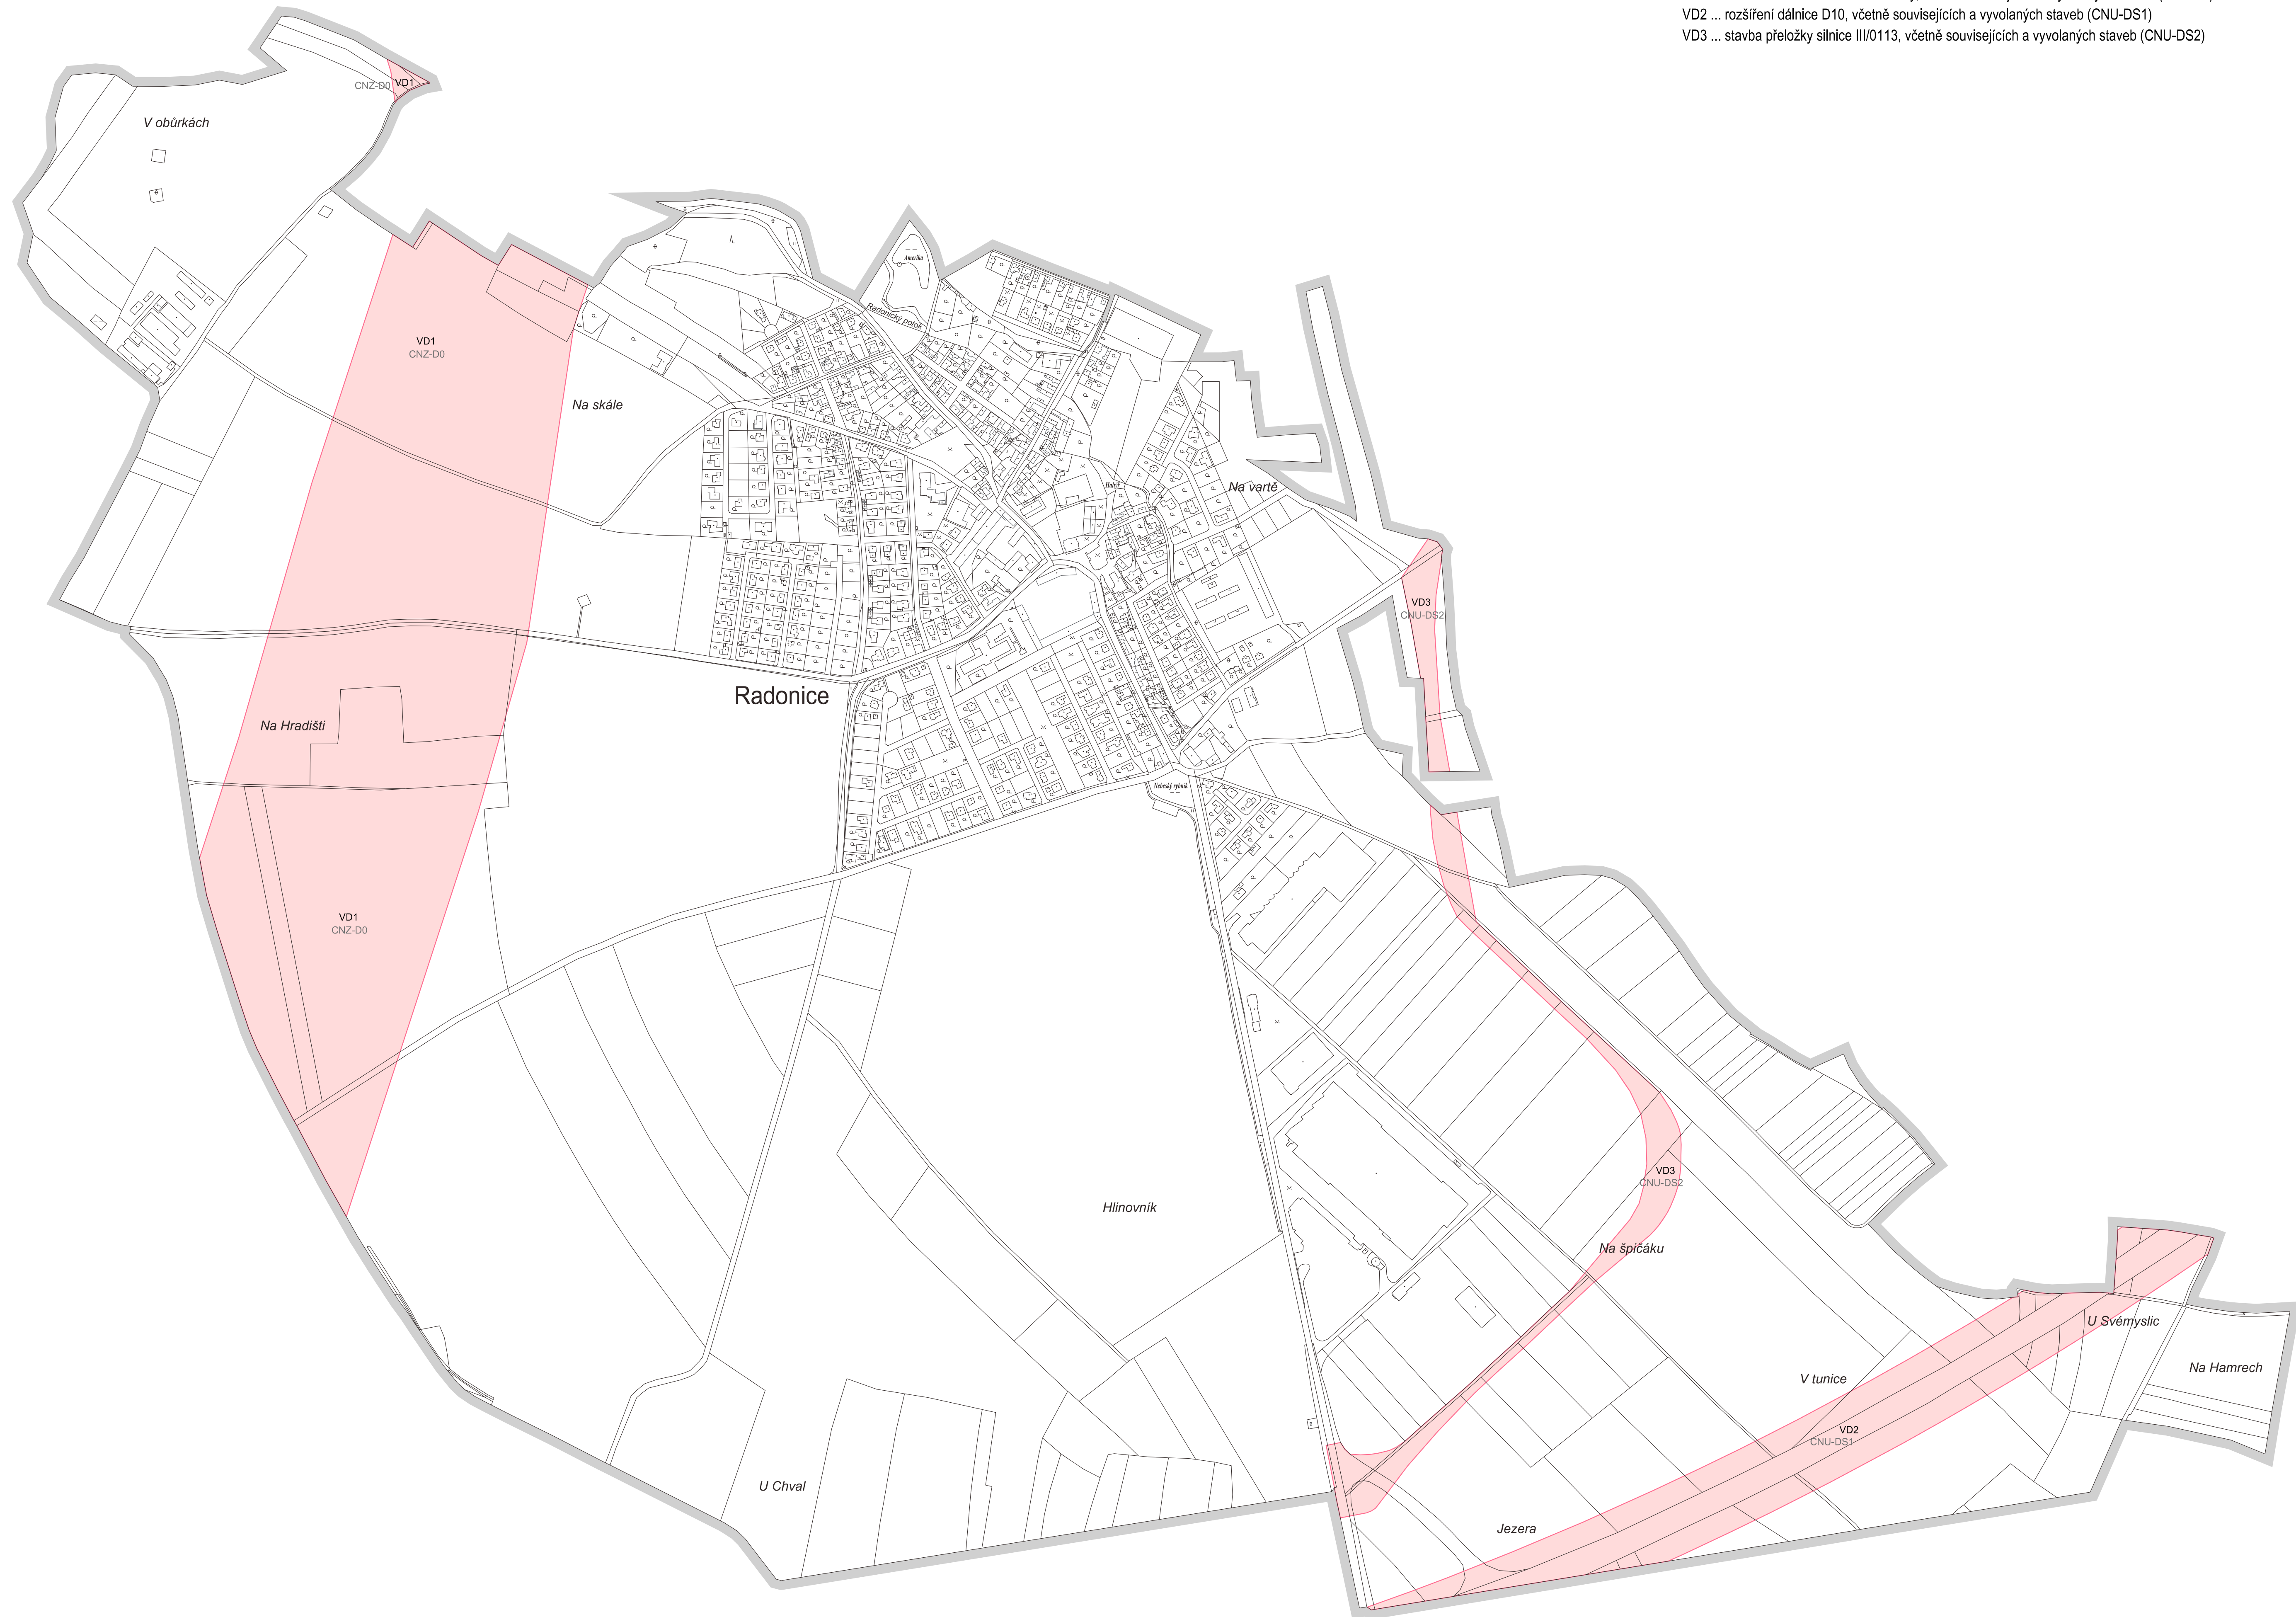 VD2 ... rozšíření dálnice D10, včetně souvisejících a vyvolaných staveb (CNU-DS1)
VD3 ... stavba přeložky silnice III/0113, včetně souvisejících a vyvolaných staveb (CNU-DS2)
VD1
CNZ-D0
V obůrkách
Amerika
Radonický potok
VD1
CNZ-D0
Na skále
Halnýř
Na vartě
VD3
CNU-DS2
Radonice
Na Hradišti
Nebeský rybník
VD1
CNZ-D0
VD3
CNU-DS2
Hlinovník
Na špičáku
U Svémyslic
Na Hamrech
V tunice
VD2
CNU-DS1
U Chval
Jezera